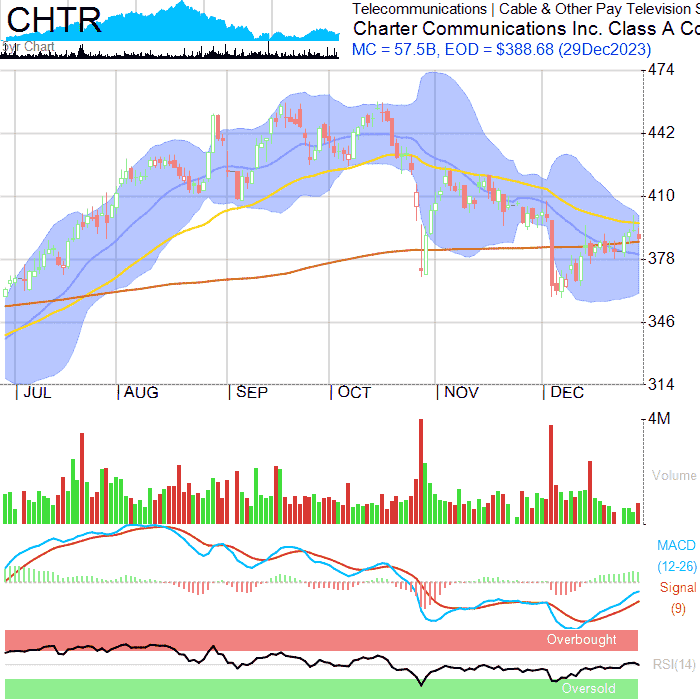 CHTR
5yr Chart
Telecommunications | Cable & Other Pay Television S
Charter Communications Inc. Class A Co
MC = 57.5B, EOD = $388.68 (29Dec2023)
474
442
410
378
346
314
JUL AUG SEP OCT NOV DEC
4M
Volume
MACD
(12-26)
Signal
(9)
Overbought
RSI(14)
Oversold